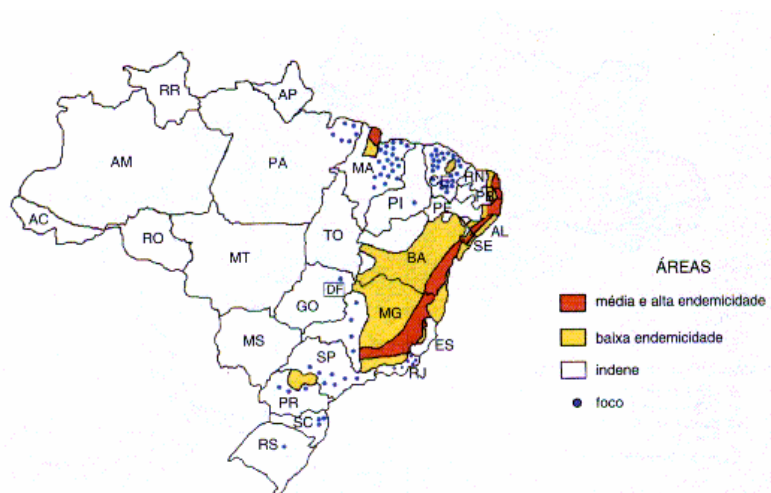 RR
AP
AM
PA
MA
CE
RN
PB
PI
PE
AC
TO
AL
RO
SE
BA
MT
DF
GO
MG
MS
ES
SP
RJ
PR
SC
RS
ÁREAS
média e alta endemicidade
baixa endemicidade
indene
foco